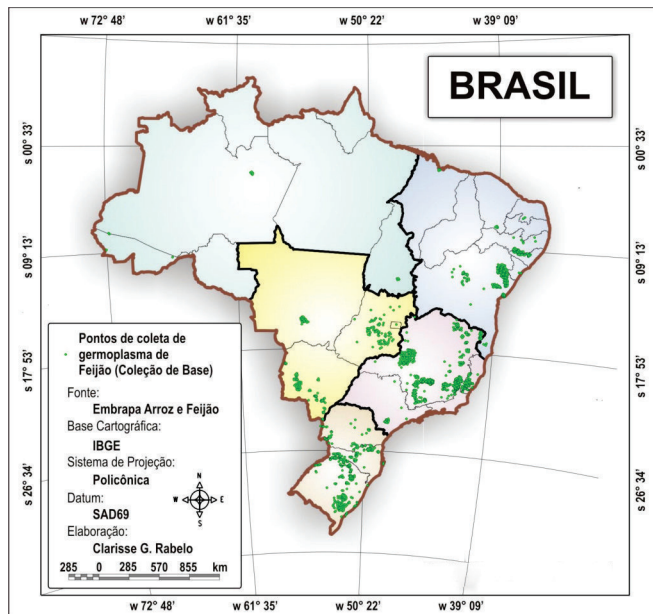 w 72° 48' w 61° 35' w 50° 22' w 39° 09'
BRASIL
s 00° 33' s 00° 33'
s 09° 13' s 09° 13'
s 17° 53' s 17° 53'
s 26° 34' s 26° 34'
Pontos de coleta de
germoplasma de
Feijão (Coleção de Base)
Fonte:
Embrapa Arroz e Feijão
Base Cartográfica:
IBGE
Sistema de Projeção:
Policônica
Datum:
SAD69
N
W E
S
Elaboração:
Clarisse G. Rabelo
285 0 285 570 855 km
w 72° 48' w 61° 35' w 50° 22' w 39° 09'